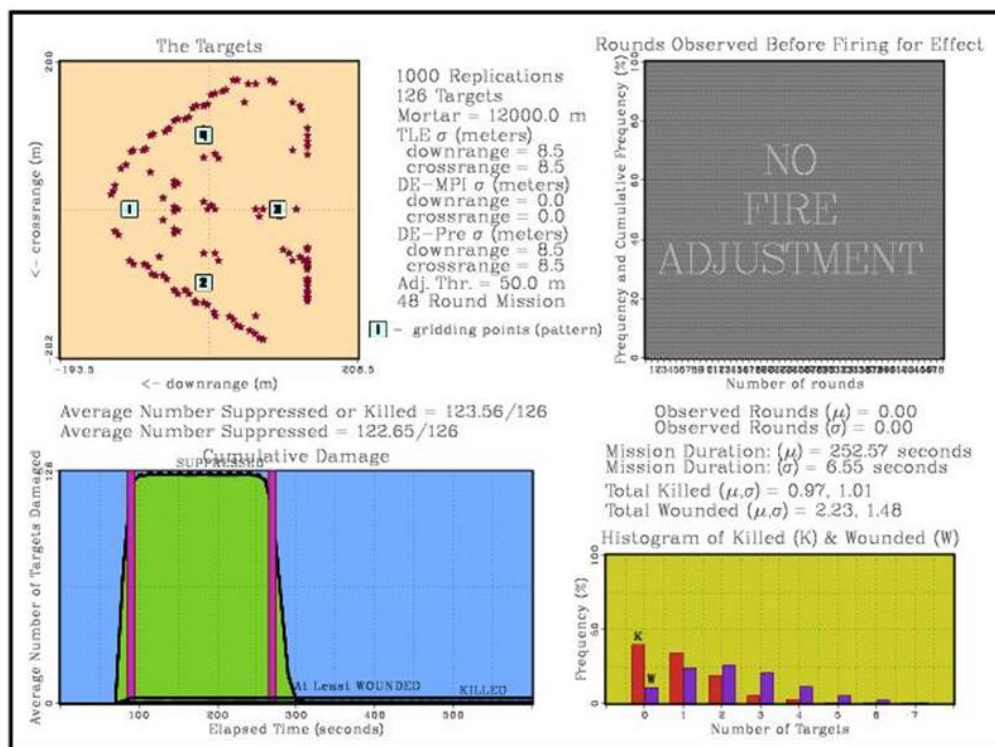 The Targets
200
<- crossrange (m)
-202
-193.5
208.5
<- downrange (m)
1
2
1000 Replications
126 Targets
Mortar = 12000.0 m
TLE σ (meters)
downrange = 8.5
crossrange = 8.5
DE-MPI σ (meters)
downrange = 0.0
crossrange = 0.0
DE-Pre σ (meters)
downrange = 8.5
crossrange = 8.5
Adj. Thr. = 50.0 m
48 Round Mission
1 - gridding points (pattern)
Rounds Observed Before Firing for Effect
Frequency and Cumulative Frequency (%)
100
80
60
40
20
0
NO
FIRE
ADJUSTMENT
Number of rounds
Average Number Suppressed or Killed = 123.56/126
Average Number Suppressed = 122.65/126
Cumulative Damage
Average Number of Targets Damaged
126
0
SUPPRESSED
At Least WOUNDED
KILLED
100
300
500
Elapsed Time (seconds)
Observed Rounds (μ) = 0.00
Observed Rounds (σ) = 0.00
Mission Duration: (μ) = 252.57 seconds
Mission Duration: (σ) = 6.55 seconds
Total Killed (μ,σ) = 0.97, 1.01
Total Wounded (μ,σ) = 2.23, 1.48
Histogram of Killed (K) & Wounded (W)
Frequency (%)
100
50
0
K
W
0 1 2 3 4 5 6 7
Number of Targets